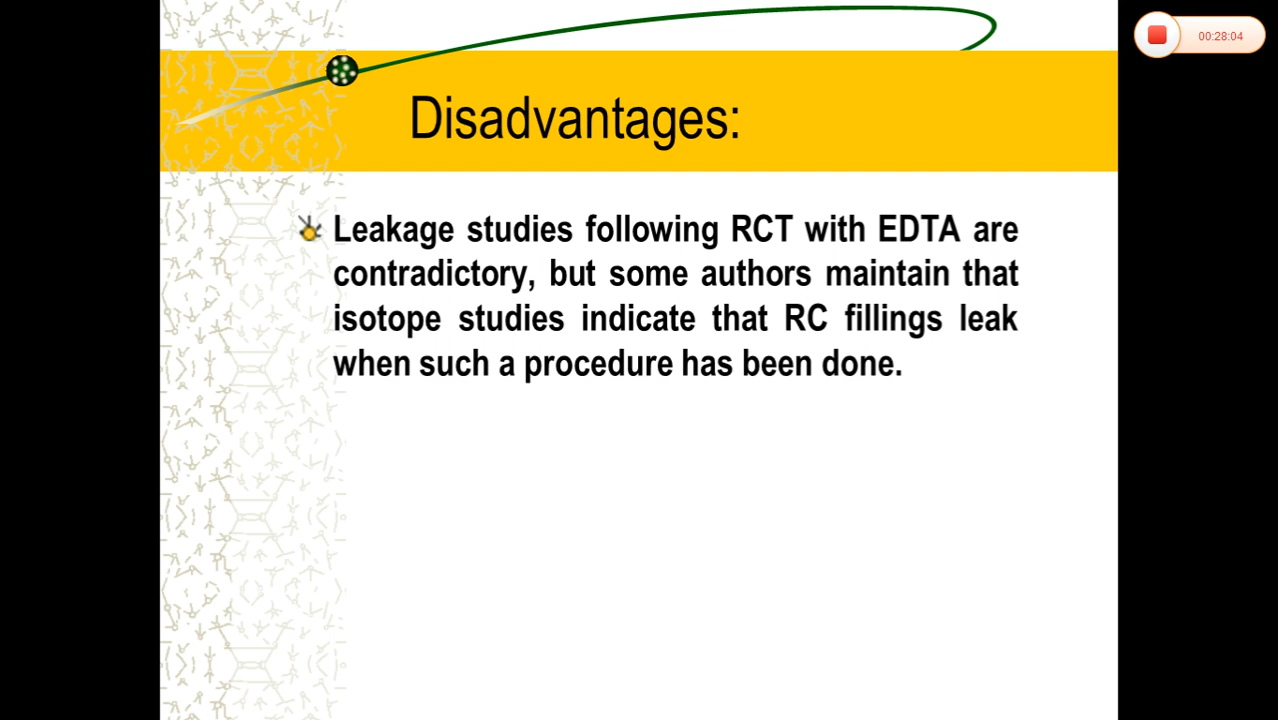 00:28:04
Disadvantages:
Leakage studies following RCT with EDTA are
contradictory, but some authors maintain that
isotope studies indicate that RC fillings leak
when such a procedure has been done.